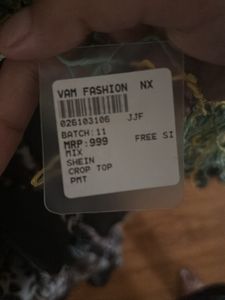 VAM FASHION NX
026103106 JJF
BATCH:11
FREE SI
MRP:999
MIX
SHEIN
CROP TOP
PMT